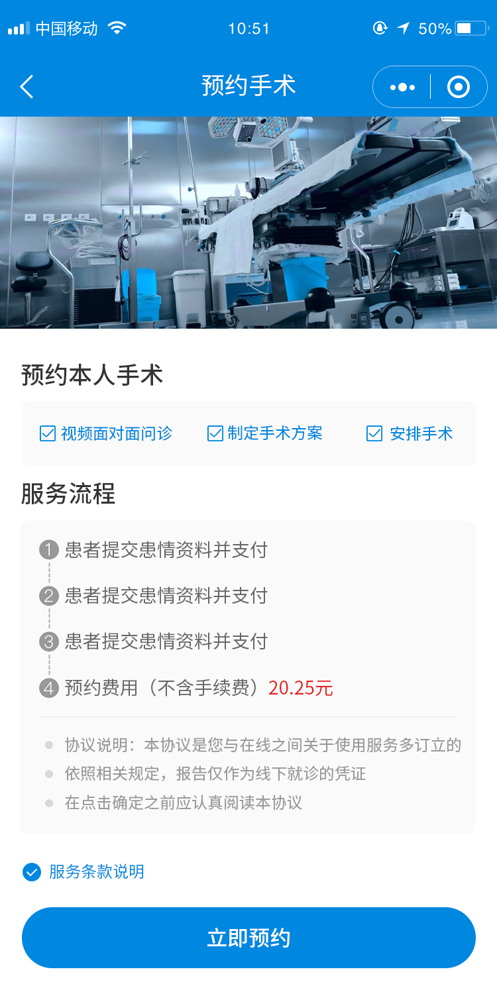 中国移动 10:51 50%
预约手术
预约本人手术
视频面对面问诊 制定手术方案 安排手术
服务流程
1 患者提交患情资料并支付
2 患者提交患情资料并支付
3 患者提交患情资料并支付
4 预约费用（不含手续费）20.25元
协议说明：本协议是您与在线之间关于使用服务多订立的
依照相关规定，报告仅作为线下就诊的凭证
在点击确定之前应认真阅读本协议
服务条款说明
立即预约